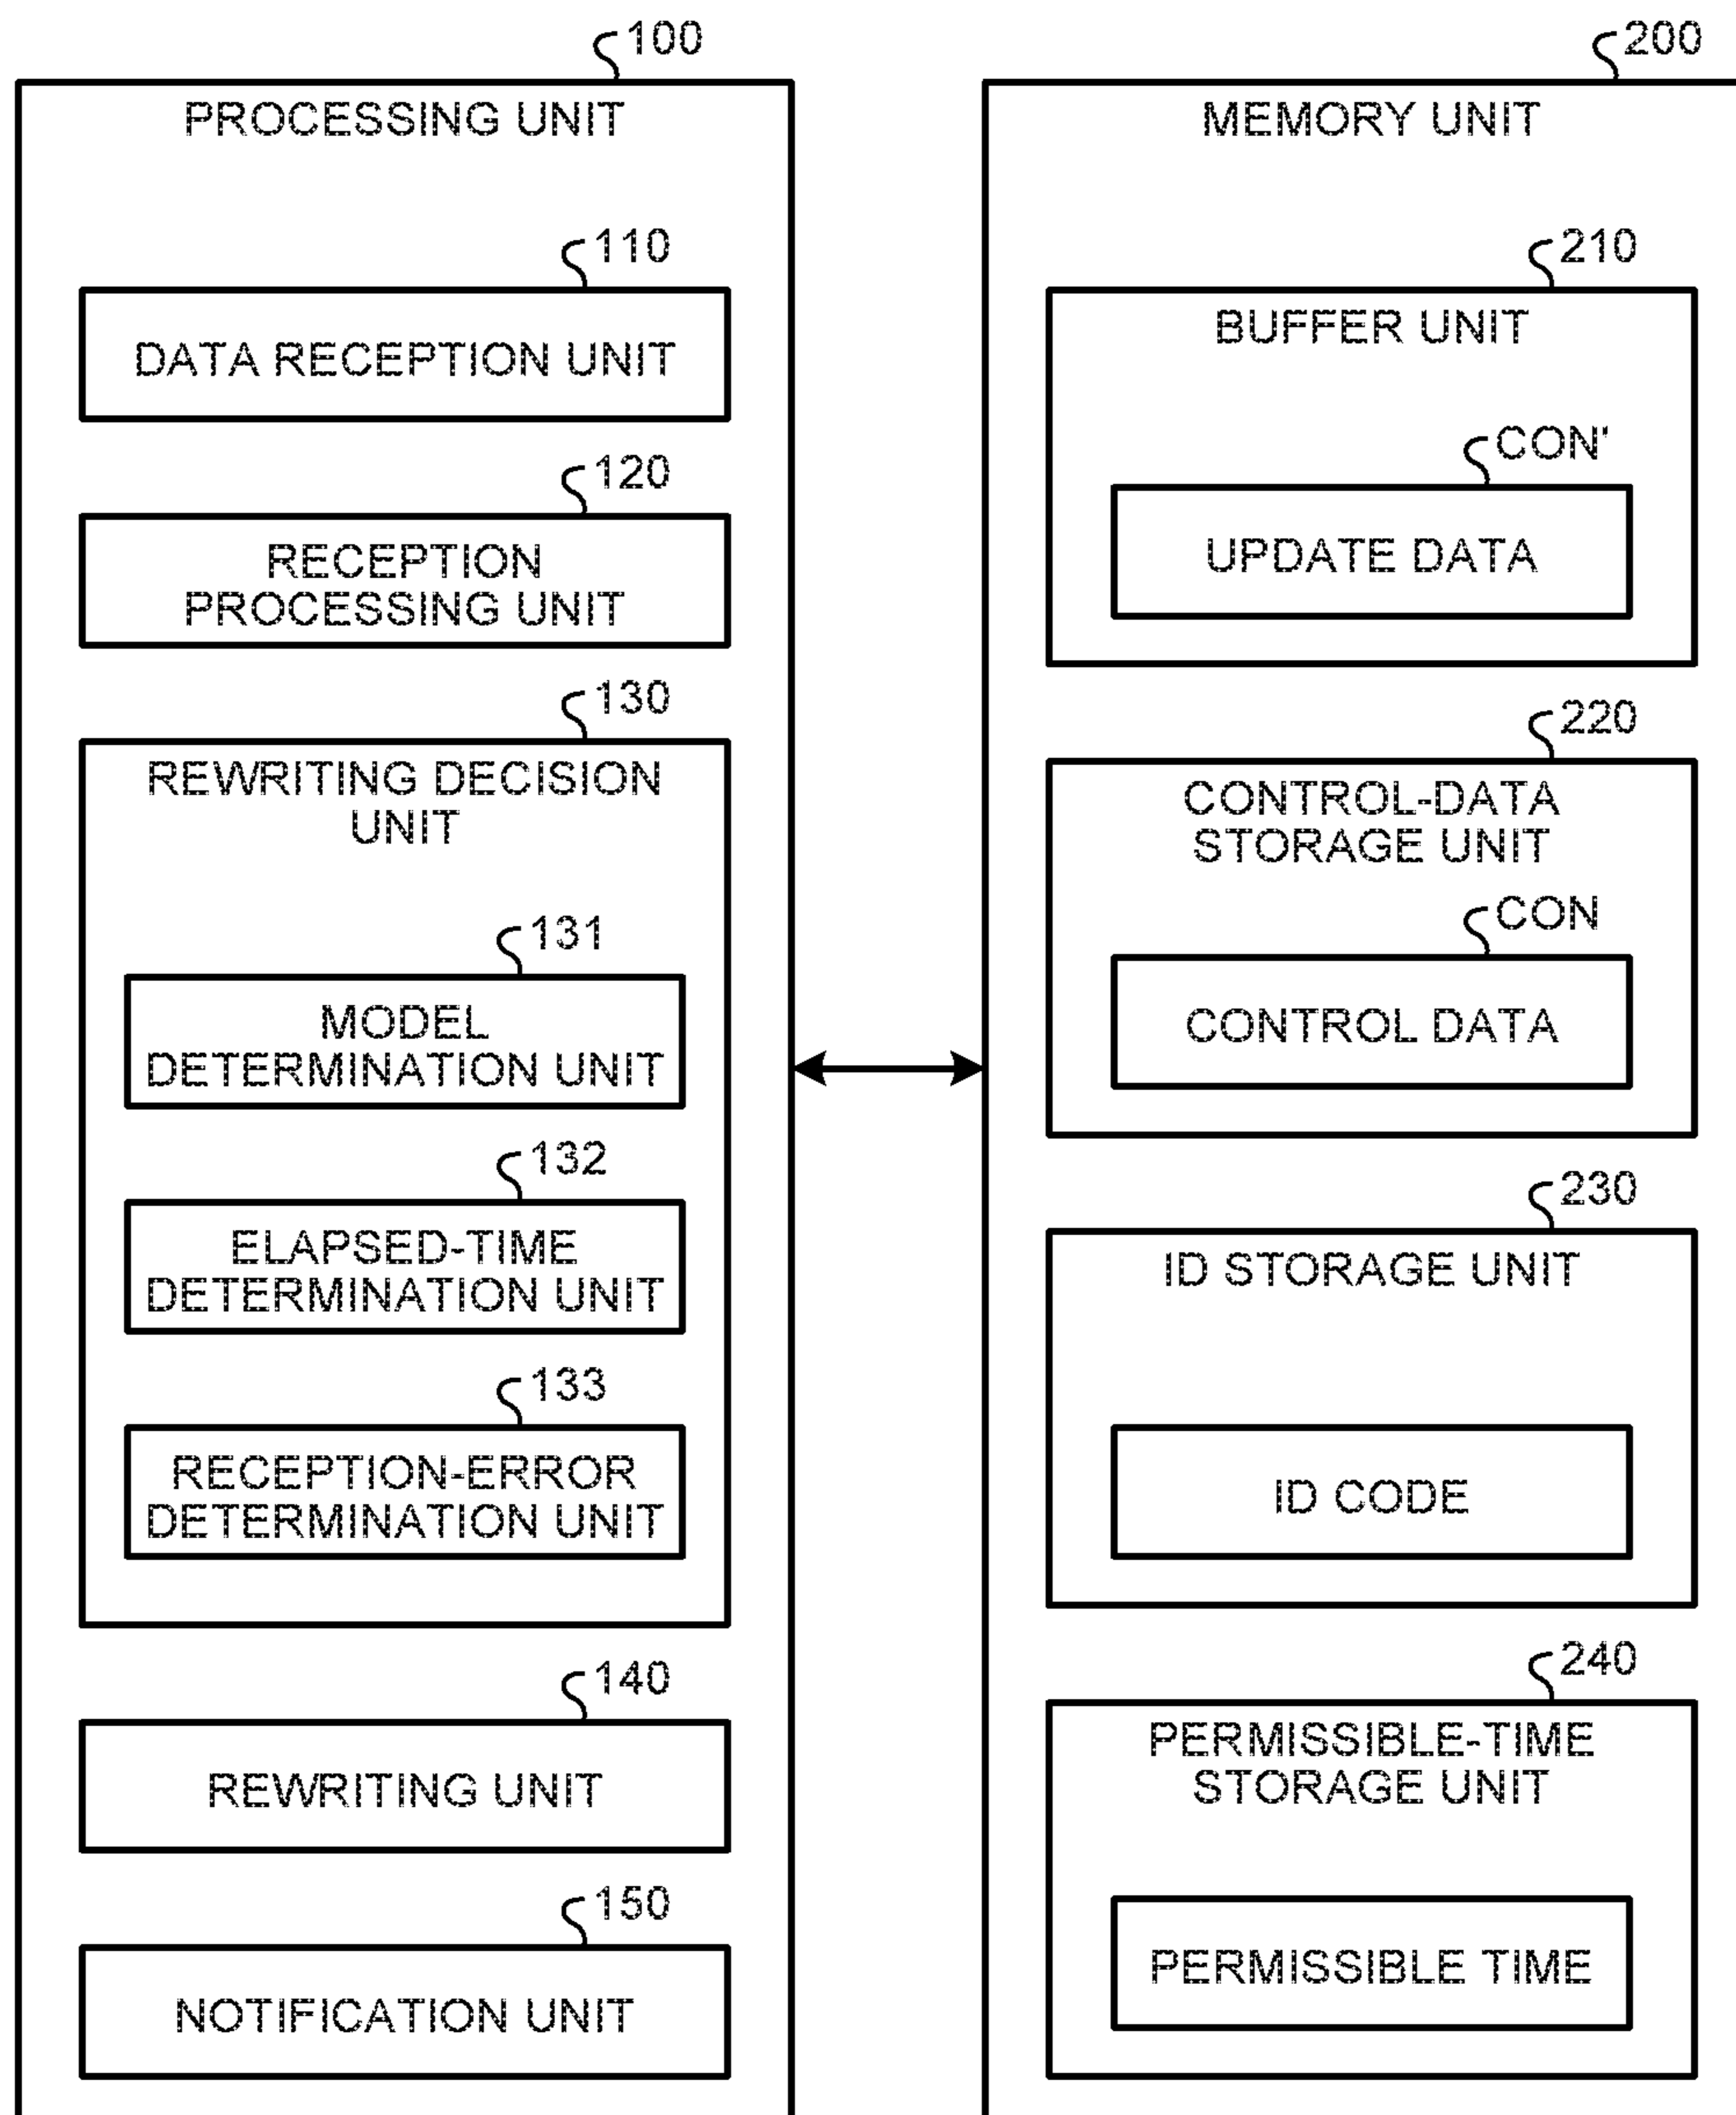 100
PROCESSING UNIT
110
DATA RECEPTION UNIT
120
RECEPTION
PROCESSING UNIT
130
REWRITING DECISION
UNIT
131
MODEL
DETERMINATION UNIT
132
ELAPSED-TIME
DETERMINATION UNIT
133
RECEPTION-ERROR
DETERMINATION UNIT
140
REWRITING UNIT
150
NOTIFICATION UNIT
200
MEMORY UNIT
210
BUFFER UNIT
CON'
UPDATE DATA
220
CONTROL-DATA
STORAGE UNIT
CON
CONTROL DATA
230
ID STORAGE UNIT
ID CODE
240
PERMISSIBLE-TIME
STORAGE UNIT
PERMISSIBLE TIME